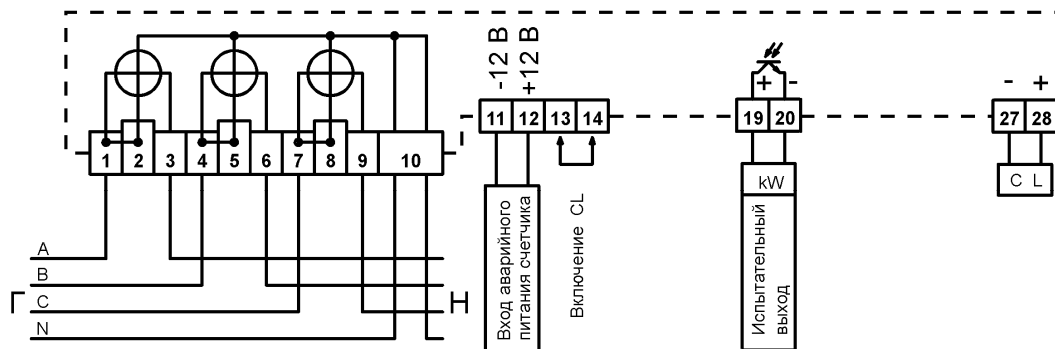 -12 В
+12 В
+ -
- +
1 2 3 4 5 6 7 8 9 10
11 12 13 14
19 20
27 28
kW
C L
Вход аварийного
питания счетчика
Включение CL
Испытательный
выход
A
B
C
N
Г
Н